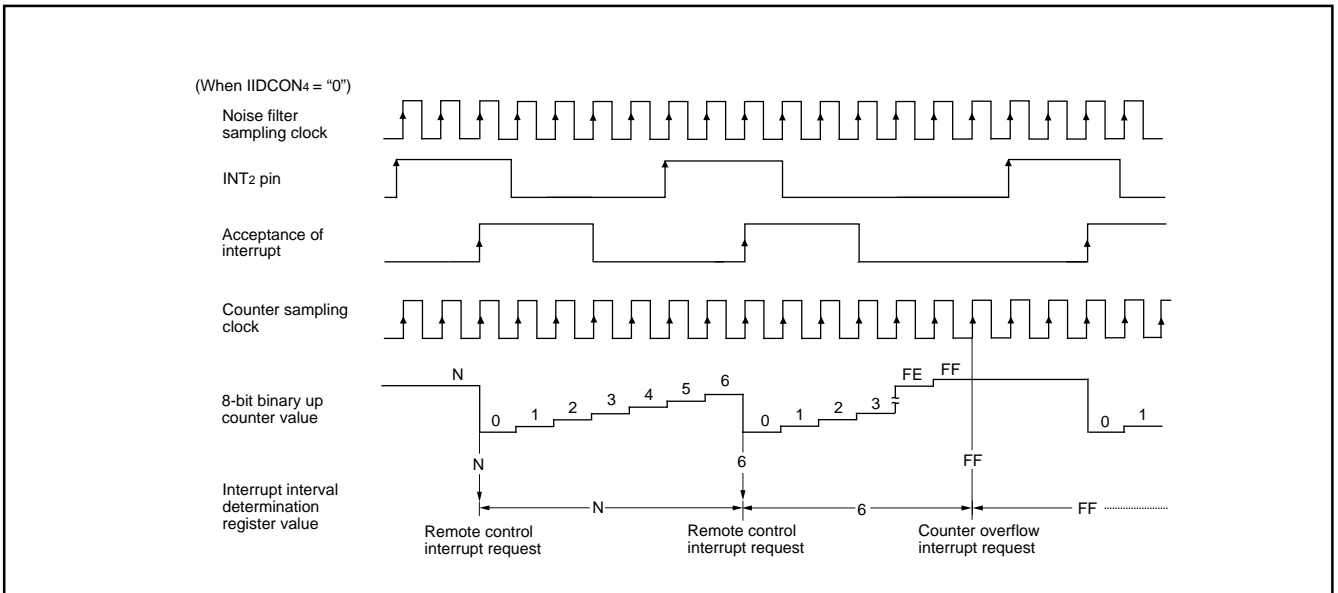 (When IIDCON4 = “0”)
Noise filter
sampling clock
INT2 pin
Acceptance of
interrupt
Counter sampling
clock
8-bit binary up
counter value
N
0
1
2
3
4
5
6
0
1
2
3
FE
FF
0
1
N
6
FF
Interrupt interval
determination
register value
N
6
FF
Remote control
interrupt request
Remote control
interrupt request
Counter overflow
interrupt request